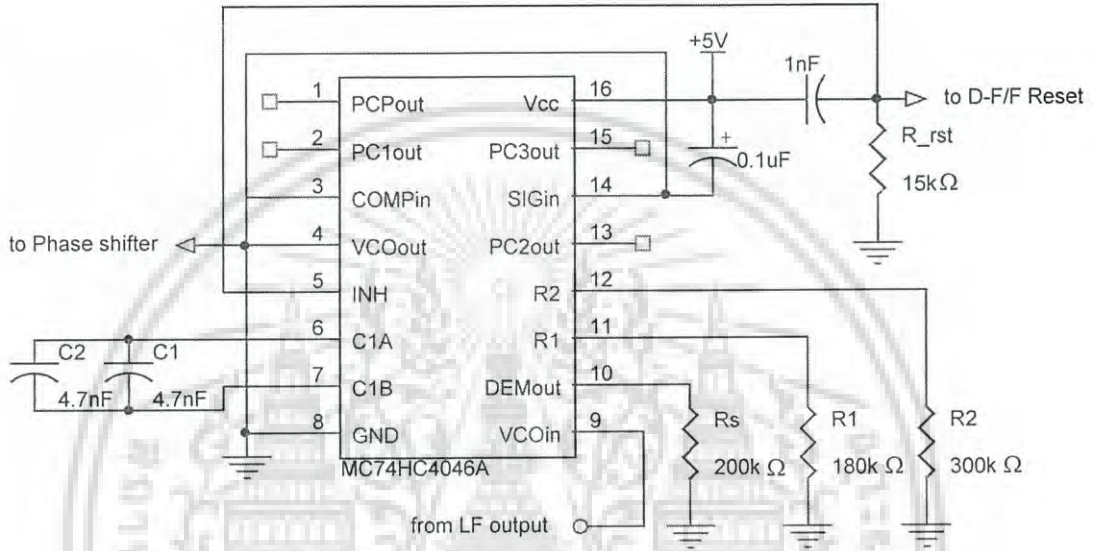 +5V
1nF
to D-F/F Reset
R_rst
15kΩ
+
0.1uF
1
PCPout
2
PC1out
3
COMPin
to Phase shifter
4
VCOout
5
INH
6
C1A
7
C1B
8
GND
16
Vcc
15
PC3out
14
SIGin
13
PC2out
12
R2
11
R1
10
DEMout
9
VCOin
C2
4.7nF
C1
4.7nF
MC74HC4046A
from LF output
Rs
200k Ω
R1
180k Ω
R2
300k Ω